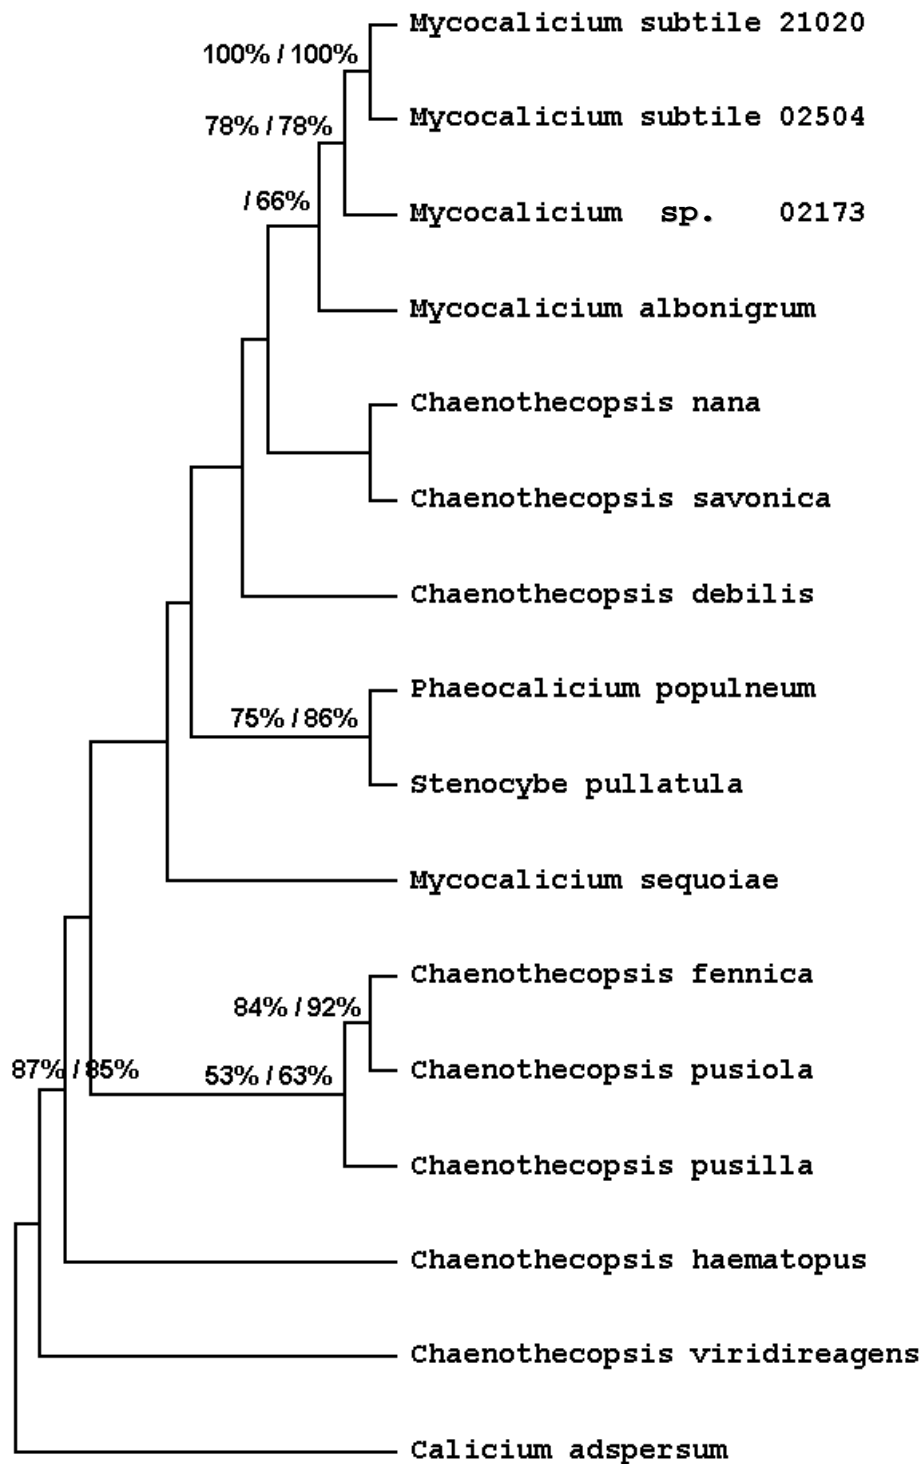 Mycocalicium subtile 21020
100% / 100%
Mycocalicium subtile 02504
78% / 78%
/ 66%
Mycocalicium sp. 02173
Mycocalicium albonigrum
Chaenothecopsis nana
Chaenothecopsis savonica
Chaenothecopsis debilis
Phaeocalicium populneum
75% / 86%
Stenocybe pullatula
Mycocalicium sequoiae
Chaenothecopsis fennica
84% / 92%
87% / 85%
53% / 63%
Chaenothecopsis pusiola
Chaenothecopsis pusilla
Chaenothecopsis haematopus
Chaenothecopsis viridireagens
Calicium adspersum